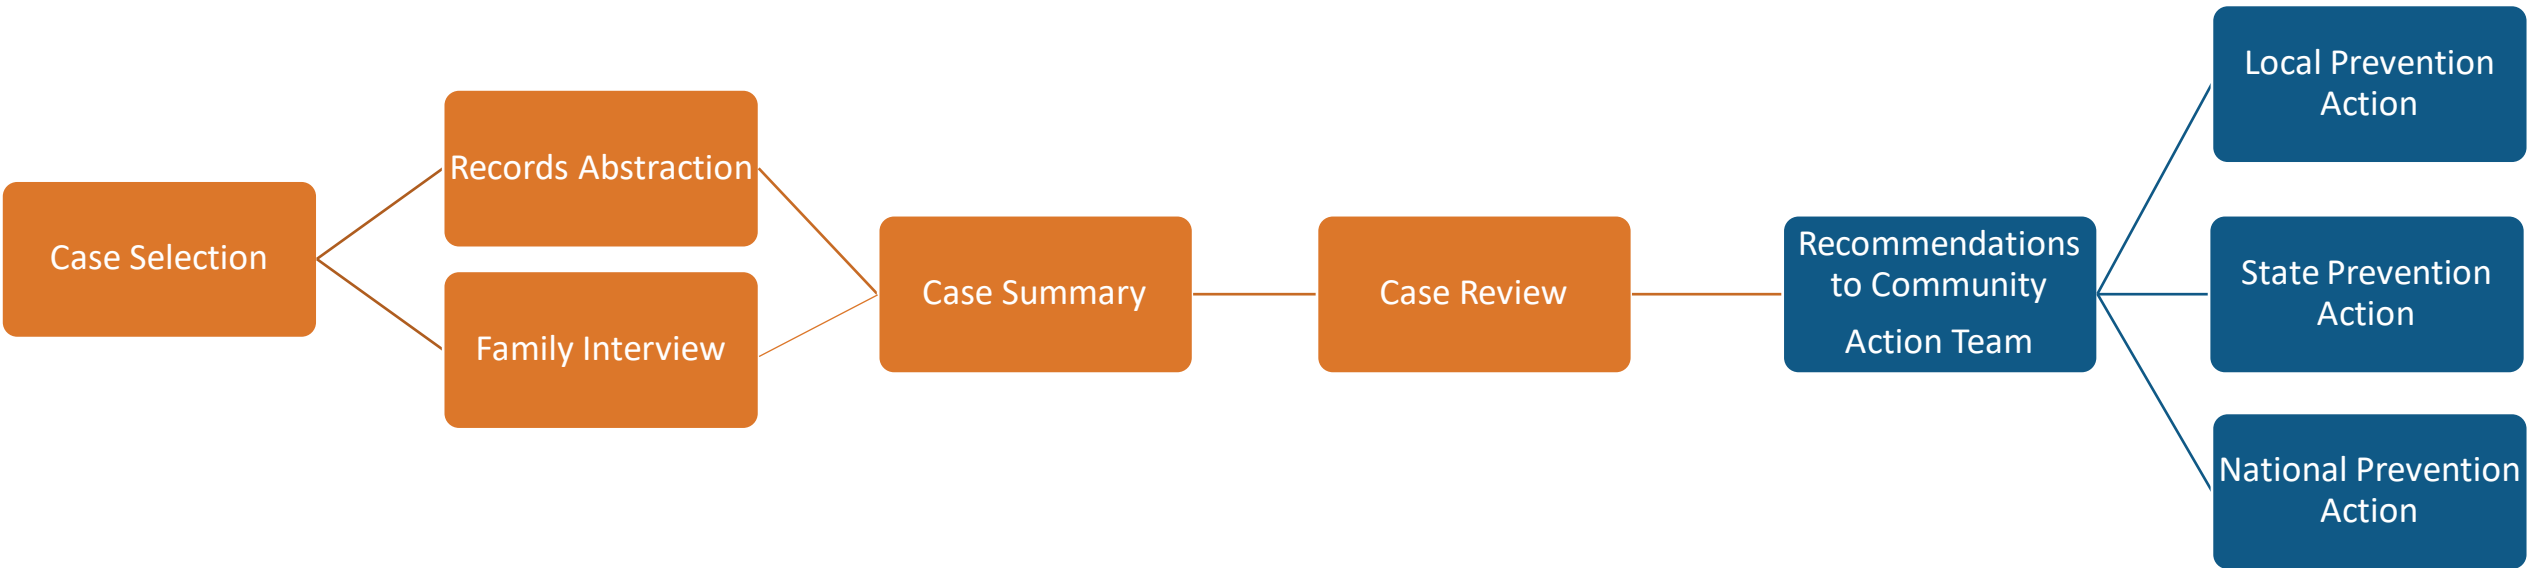 Case Selection
Records Abstraction
Family Interview
Case Summary
Case Review
Recommendations
to Community
Action Team
Local Prevention
Action
State Prevention
Action
National Prevention
Action